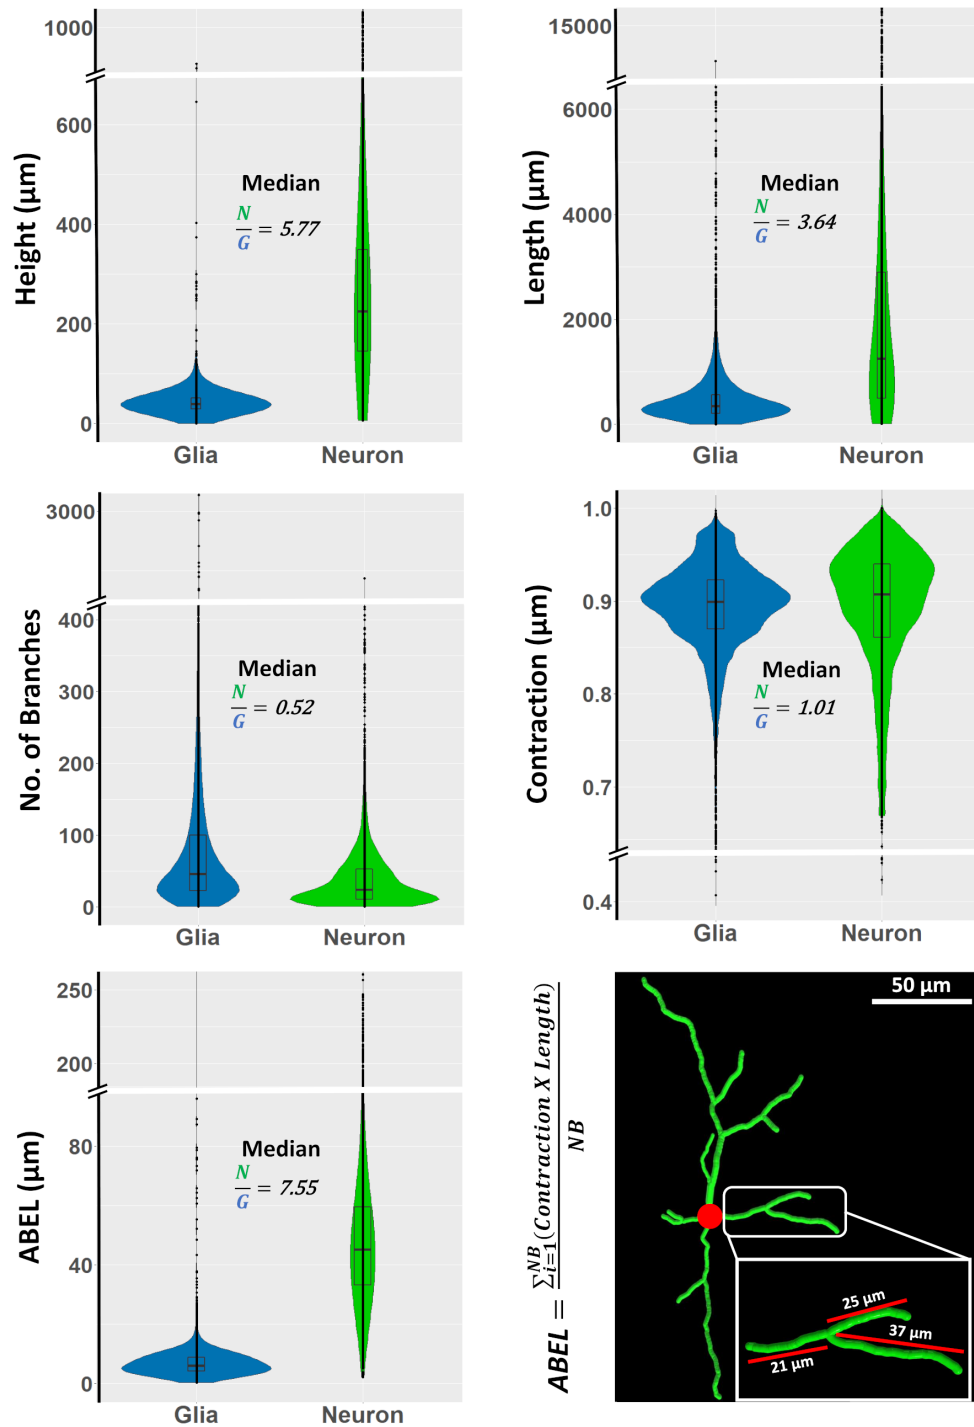 Height (μm)
1000
600
400
200
0
Median
N
G
= 5.77
Glia
Neuron
Length (μm)
15000
6000
4000
2000
0
Median
N
G
= 3.64
Glia
Neuron
No. of Branches
3000
400
300
200
100
0
Median
N
G
= 0.52
Glia
Neuron
Contraction (μm)
1.0
0.9
0.8
0.7
0.4
Median
N
G
= 1.01
Glia
Neuron
ABEL (μm)
250
200
80
40
0
Median
N
G
= 7.55
Glia
Neuron
ABEL = ∑ᵢ₌₁ᴺᴮ(Contraction X Length)
NB
50 μm
25 μm
37 μm
21 μm